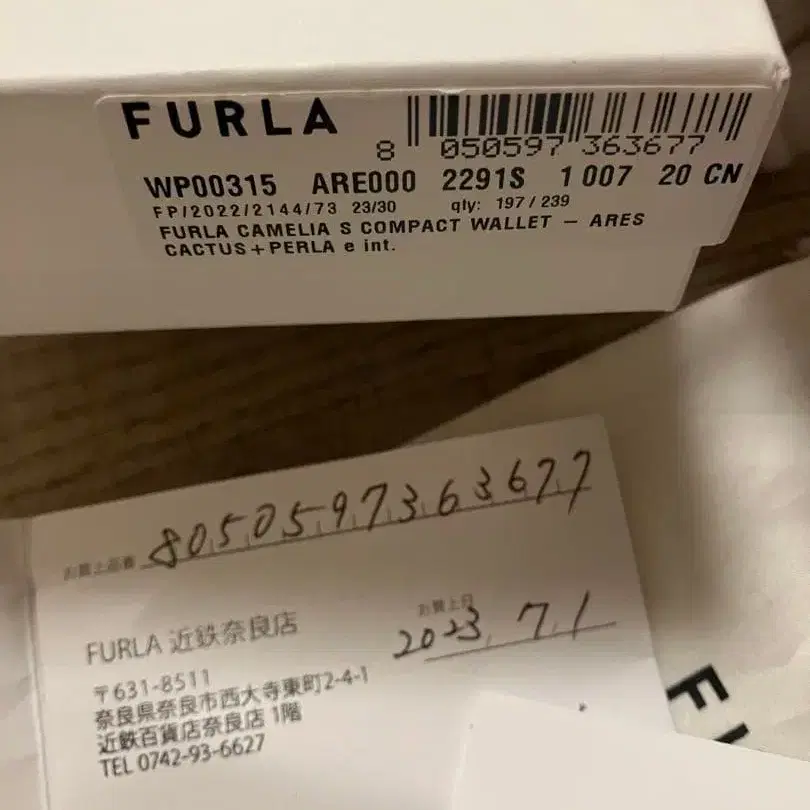 FURLA
8 050597 363677
WP00315 ARE000 2291S 1 007 20 CN
FP/2022/2144/73 23/30 qty: 197/239
FURLA CAMELIA S COMPACT WALLET – ARES
CACTUS+PERLA e int.
お買上品番 8050597363677
お買上日 2023. 7. 1
FURLA 近鉄奈良店
〒631-8511
奈良県奈良市西大寺東町2-4-1
近鉄百貨店奈良店 1階
TEL 0742-93-6627